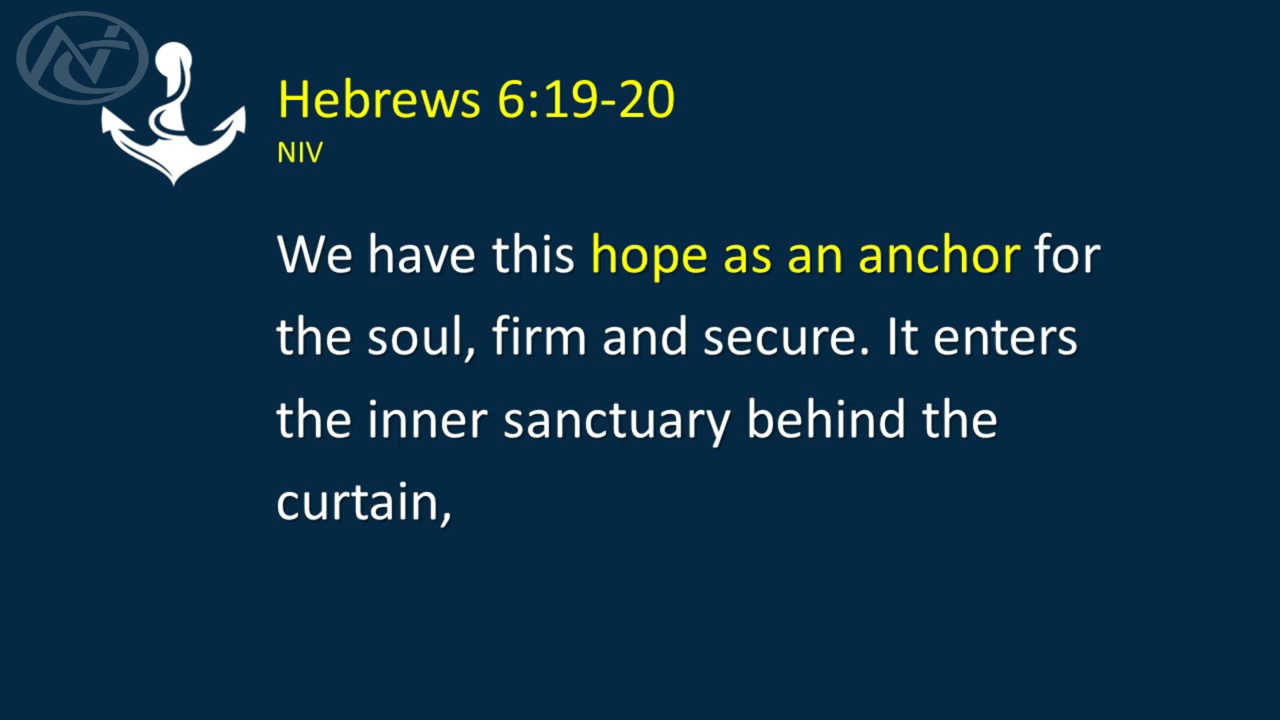 Hebrews 6:19-20
NIV
We have this hope as an anchor for
the soul, firm and secure. It enters
the inner sanctuary behind the
curtain,